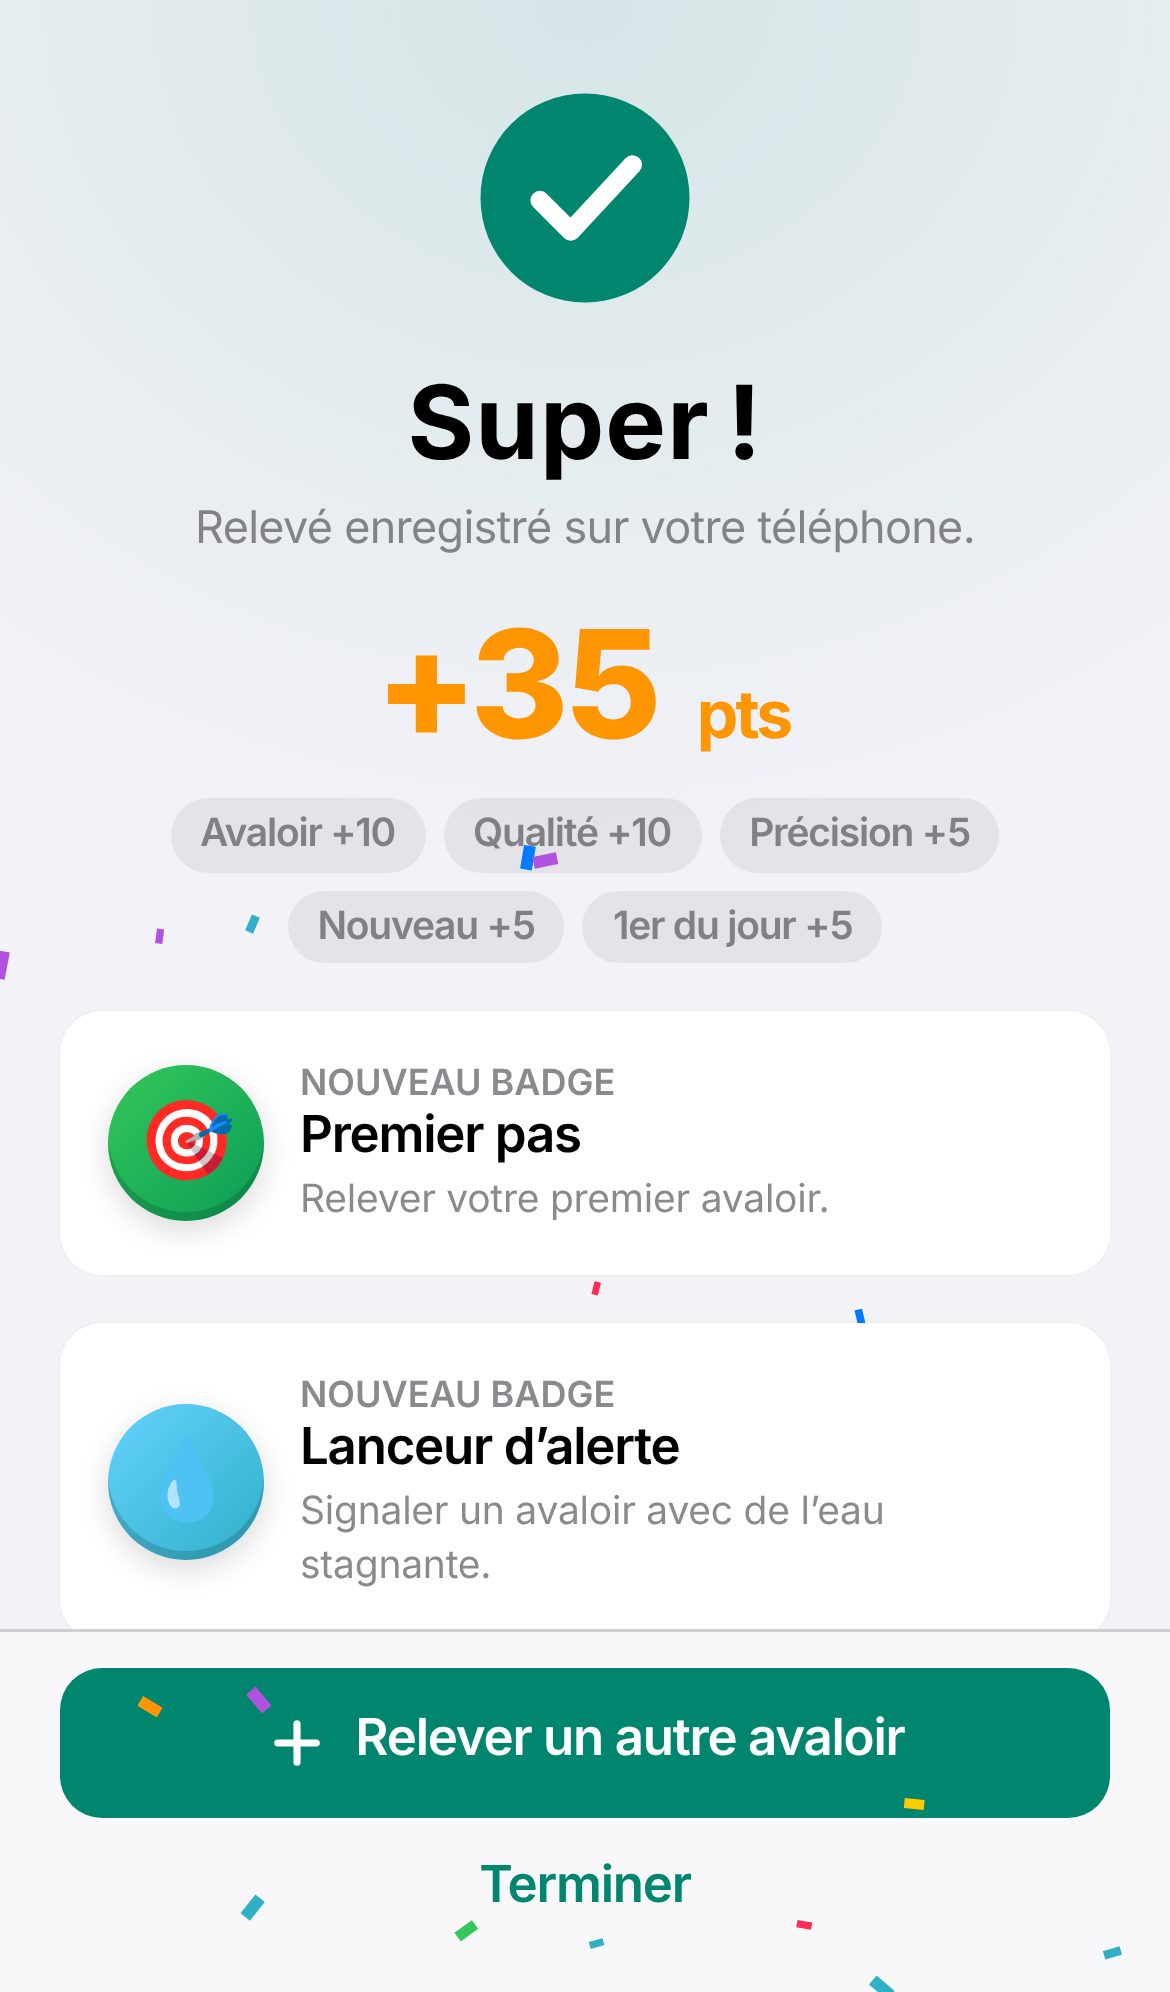 Super !
Relevé enregistré sur votre téléphone.
+35 pts
Avaloir +10 Qualité +10 Précision +5
Nouveau +5 1er du jour +5
NOUVEAU BADGE
Premier pas
Relever votre premier avaloir.
NOUVEAU BADGE
Lanceur d’alerte
Signaler un avaloir avec de l’eau
stagnante.
+ Relever un autre avaloir
Terminer